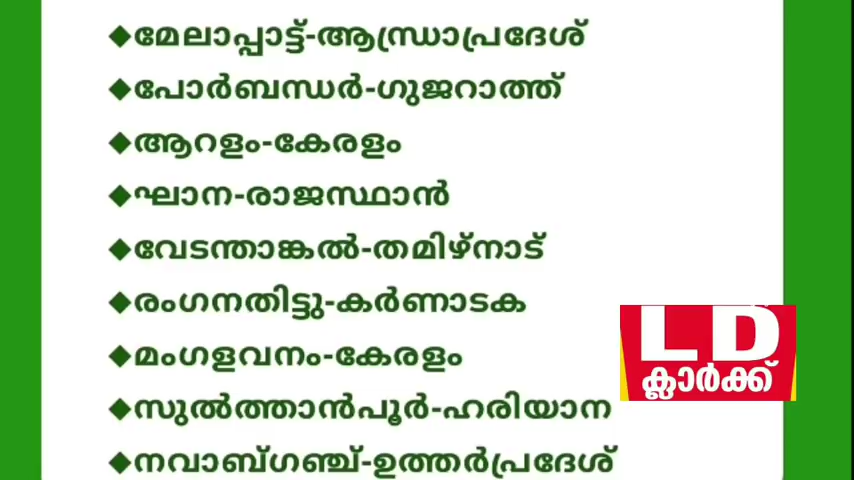 ◆മേലാപ്പാട്ട്-ആന്ധ്രാപ്രദേശ്
◆പോർബന്ധർ-ഗുജറാത്ത്
◆ആറളം-കേരളം
◆ഘാന-രാജസ്ഥാൻ
◆വേടന്താങ്കൽ-തമിഴ്നാട്
◆രംഗനതിട്ടു-കർണാടക
◆മംഗളവനം-കേരളം
◆സുൽത്താൻപൂർ-ഹരിയാന
◆നവാബ്ഗഞ്ച്-ഉത്തർപ്രദേശ്
LD
ക്ലാർക്ക്